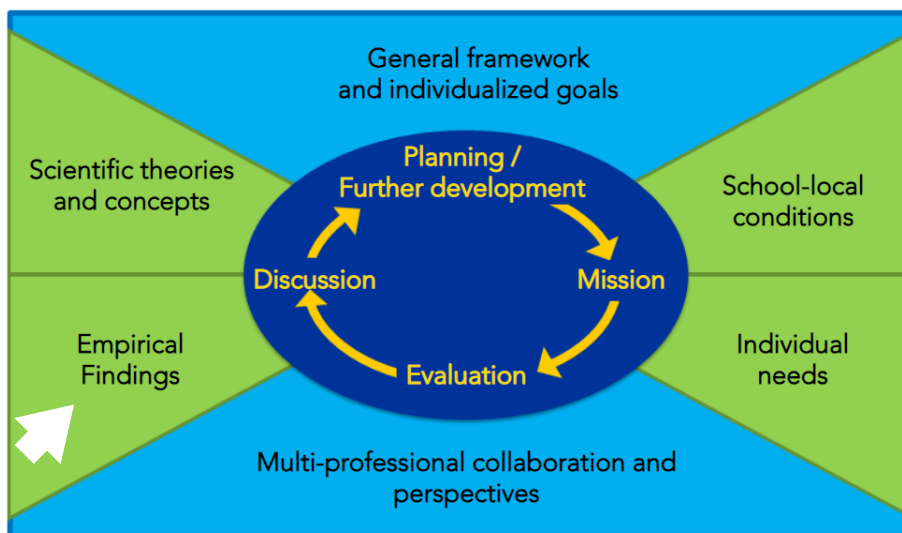 General framework
and individualized goals
Scientific theories
and concepts
Planning /
Further development
School-local
conditions
Discussion
Mission
Empirical
Findings
Evaluation
Individual
needs
Multi-professional collaboration and
perspectives